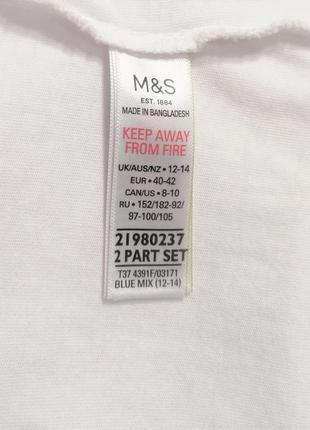 M&S
EST. 1884
MADE IN BANGLADESH
KEEP AWAY
FROM FIRE
UK/AUS/NZ • 12-14
EUR • 40-42
CAN/US • 8-10
RU • 152/182-92/
97-100/105
21980237
2 PART SET
T37 4391F/03171
BLUE MIX (12-14)